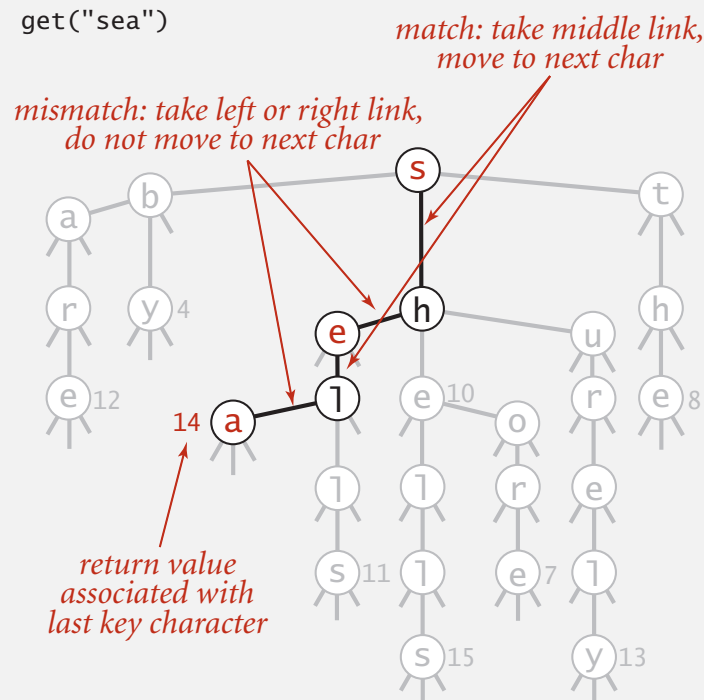 get("sea")
match: take middle link,
move to next char
mismatch: take left or right link,
do not move to next char
s
b
t
a
r
y 4
h
h
e
u
e 12
l
e 10
r
e 8
14 a
o
l
l
r
e
return value
associated with
last key character
s 11
l
e 7
l
s 15
y 13